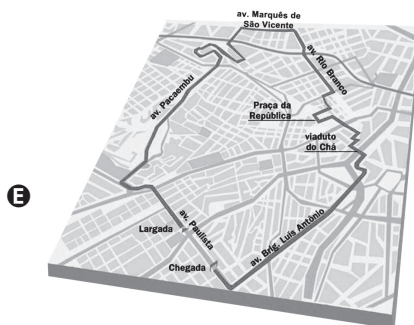 av. Marquês de
São Vicente
av. Rio Branco
av. Pacaembu
Praça da
República
viaduto
do Chá
E
av. Paulista
Largada
av. Brig. Luís Antônio
Chegada